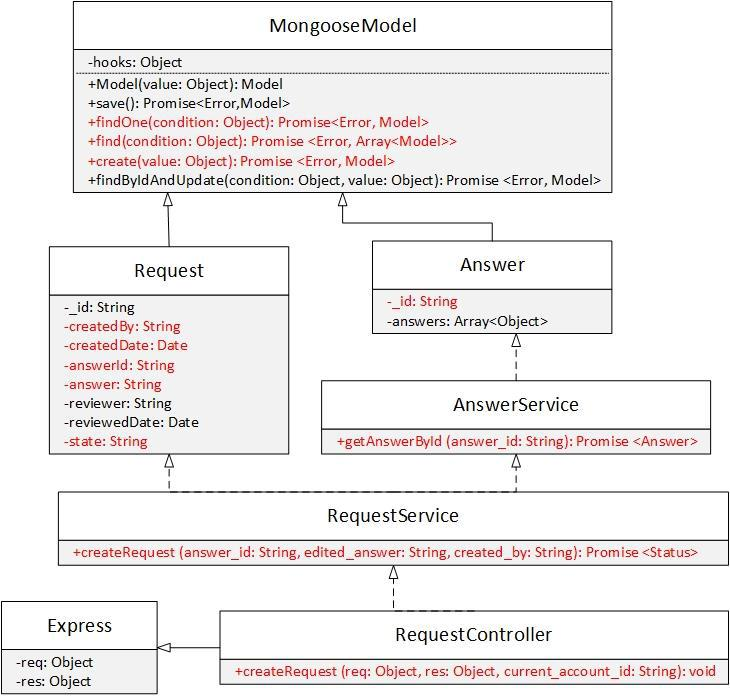 MongooseModel
-hooks: Object
+Model(value: Object): Model
+save(): Promise<Error,Model>
+findOne(condition: Object): Promise<Error, Model>
+find(condition: Object): Promise <Error, Array<Model>>
+create(value: Object): Promise <Error, Model>
+findByIdAndUpdate(condition: Object, value: Object): Promise <Error, Model>
Request
-_id: String
-createdBy: String
-createdDate: Date
-answerId: String
-answer: String
-reviewer: String
-reviewedDate: Date
-state: String
Answer
-_id: String
-answers: Array<Object>
AnswerService
+getAnswerById (answer_id: String): Promise <Answer>
RequestService
+createRequest (answer_id: String, edited_answer: String, created_by: String): Promise <Status>
Express
-req: Object
-res: Object
RequestController
+createRequest (req: Object, res: Object, current_account_id: String): void